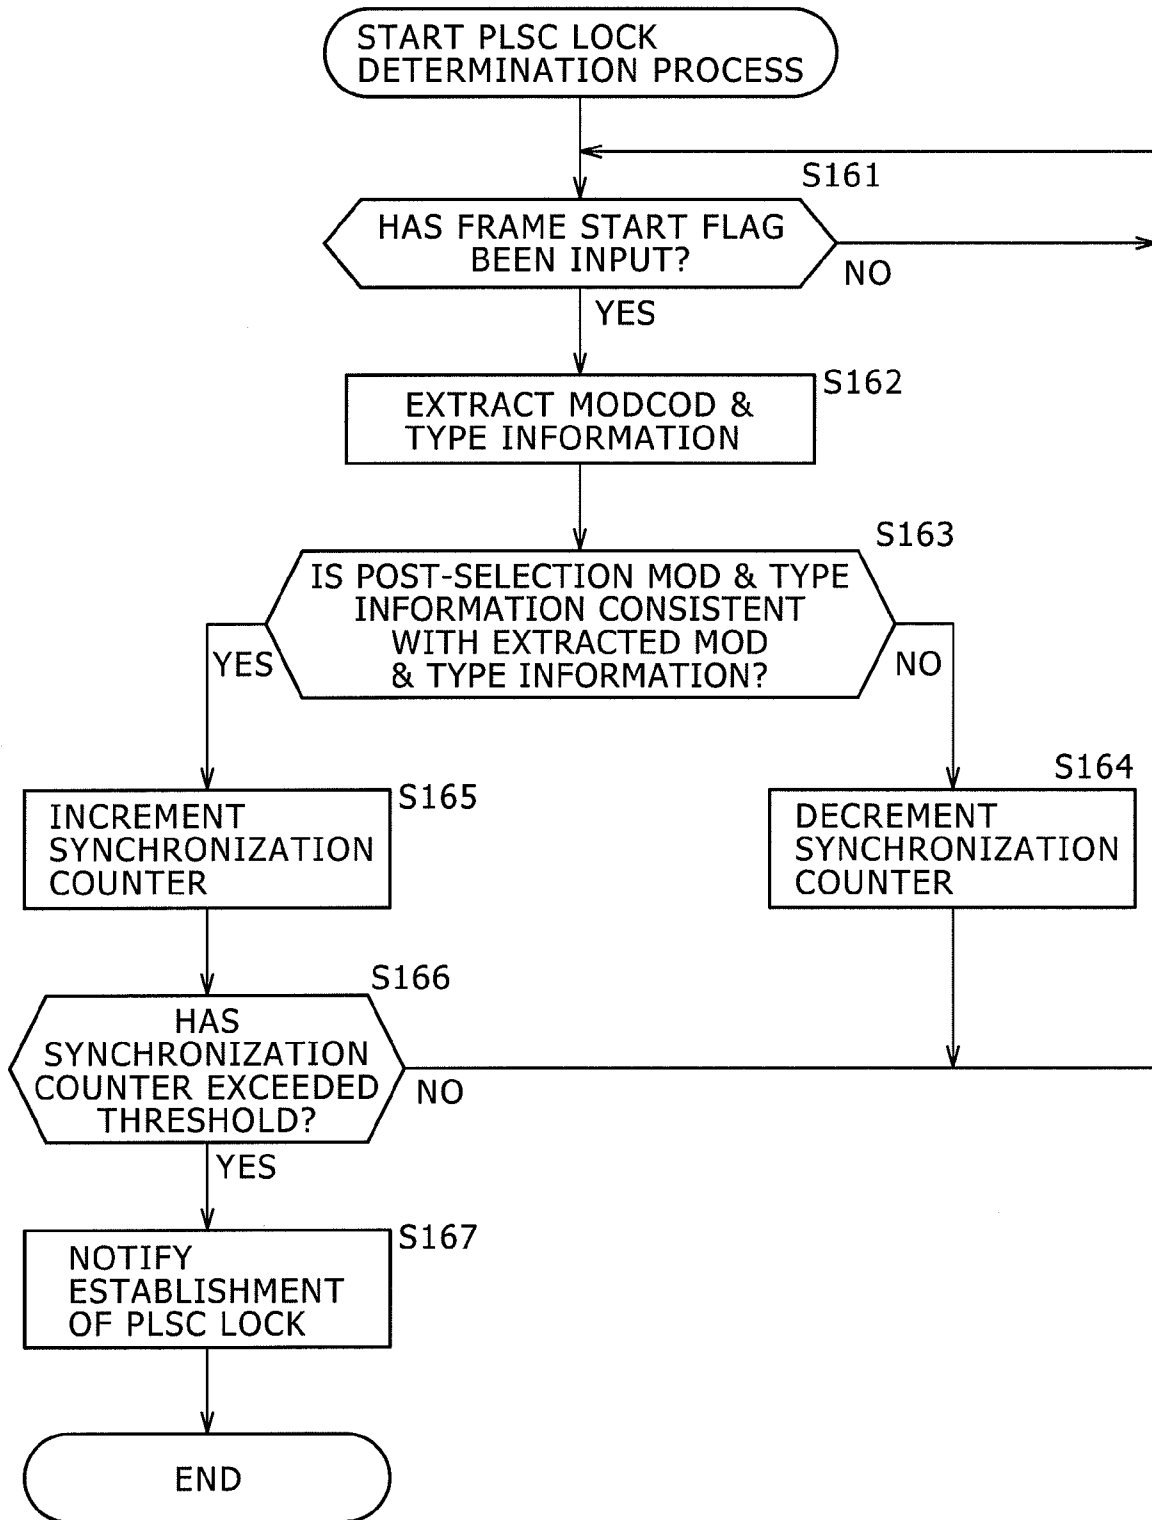 START PLSC LOCK
DETERMINATION PROCESS
S161
HAS FRAME START FLAG
BEEN INPUT?
NO
YES
S162
EXTRACT MODCOD &
TYPE INFORMATION
S163
IS POST-SELECTION MOD & TYPE
INFORMATION CONSISTENT
WITH EXTRACTED MOD
& TYPE INFORMATION?
YES
NO
S165
INCREMENT
SYNCHRONIZATION
COUNTER
S164
DECREMENT
SYNCHRONIZATION
COUNTER
S166
HAS
SYNCHRONIZATION
COUNTER EXCEEDED
THRESHOLD?
NO
YES
S167
NOTIFY
ESTABLISHMENT
OF PLSC LOCK
END